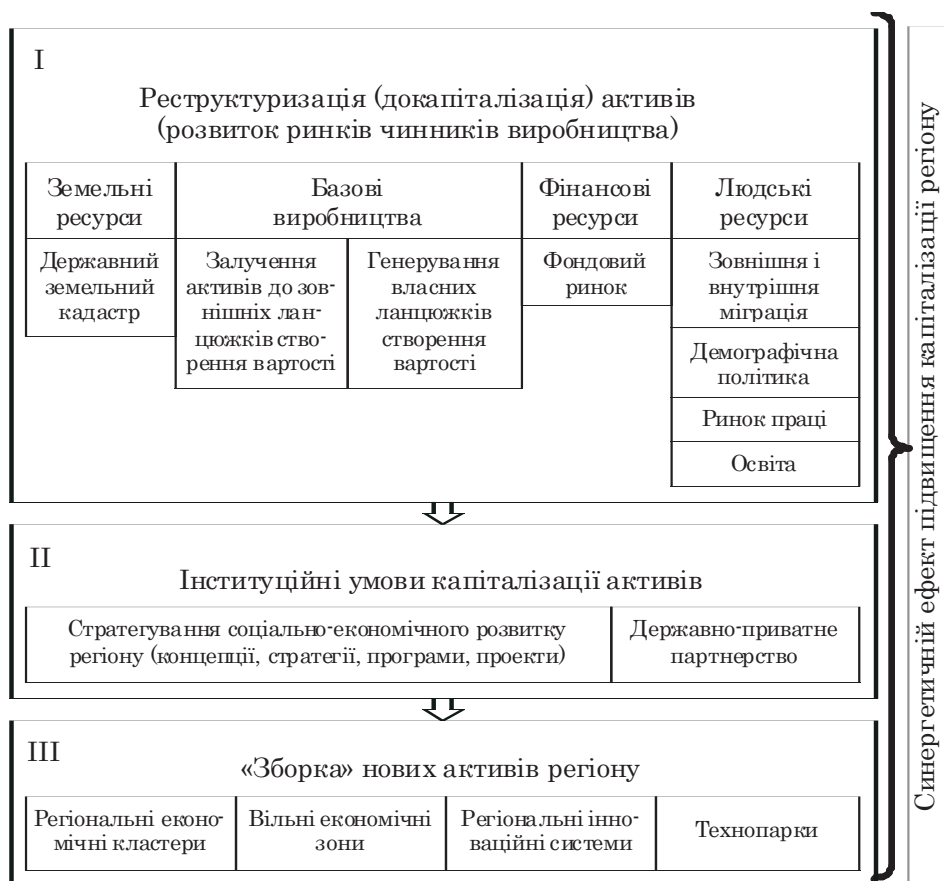 I
Реструктуризація (докапіталізація) активів
(розвиток ринків чинників виробництва)
Земельні
ресурси
Базові
виробництва
Фінансові
ресурси
Людські
ресурси
Державний
земельний
кадастр
Залучення
активів до зов-
нішніх лан-
цюжків ство-
рення вартості
Генерування
власних
ланцюжків
створення
вартості
Фондовий
ринок
Зовнішня і
внутрішня
міграція
Демографічна
політика
Ринок праці
Освіта
II
Інституційні умови капіталізації активів
Стратегування соціально-економічного розвитку
регіону (концепції, стратегії, програми, проекти)
Державно-приватне
партнерство
III
«Зборка» нових активів регіону
Регіональні еконо-
мічні кластери
Вільні економічні
зони
Регіональні інно-
ваційні системи
Технопарки
Синергетичній ефект підвищення капіталізації регіону